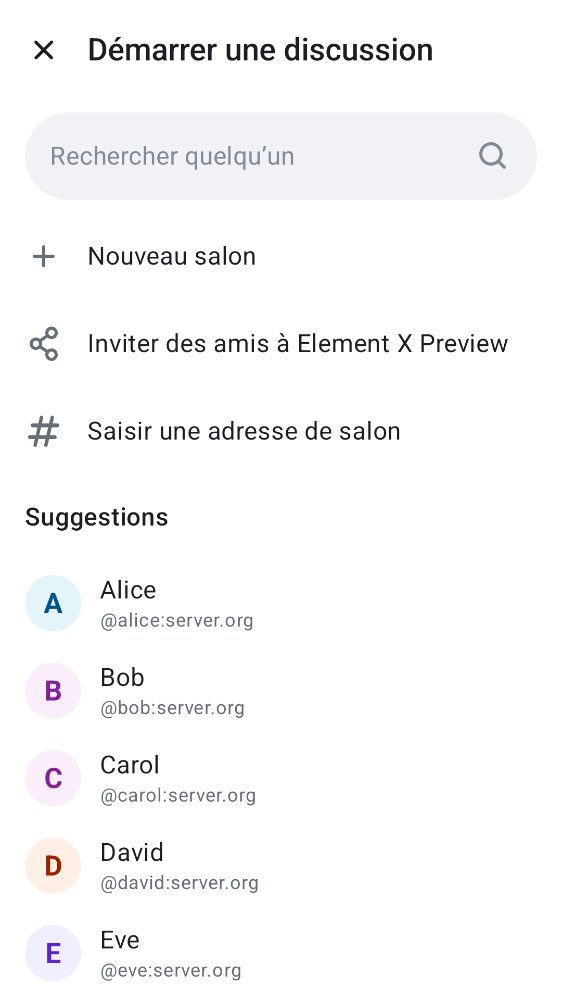 Démarrer une discussion
Rechercher quelqu’un
Nouveau salon
Inviter des amis à Element X Preview
Saisir une adresse de salon
Suggestions
A
Alice
@alice:server.org
B
Bob
@bob:server.org
C
Carol
@carol:server.org
D
David
@david:server.org
E
Eve
@eve:server.org